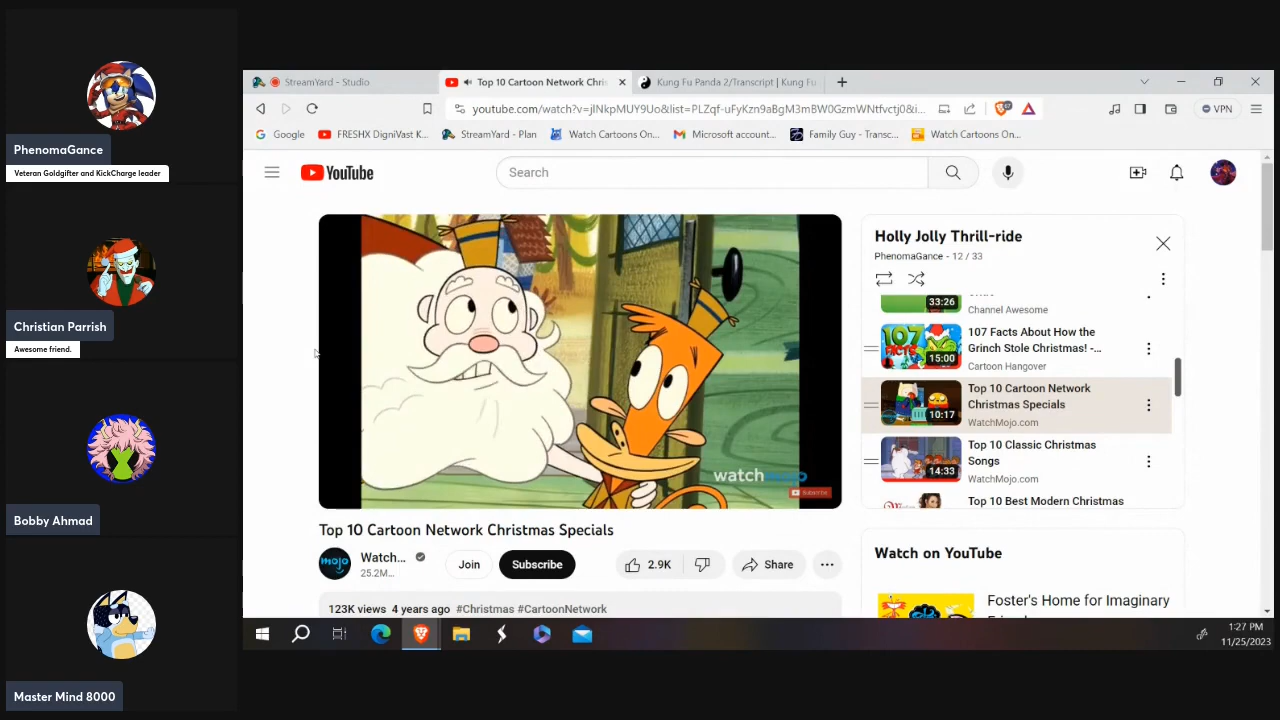 PhenomaGance
Veteran Goldgifter and KickCharge leader
Christian Parrish
Awesome friend.
Bobby Ahmad
Master Mind 8000
StreamYard - Studio
Top 10 Cartoon Network Chris
Kung Fu Panda 2/Transcript | Kung Fu
youtube.com/watch?v=jlNkpMUY9Uo&list=PLZqf-uFyKzn9aBgM3mBW0GzmWNtfvctj0&i...
VPN
Google
FRESHX DigniVast K...
StreamYard - Plan
Watch Cartoons On...
Microsoft account...
Family Guy - Transc...
Watch Cartoons On...
YouTube
Search
watchmojo
Subscribe
Top 10 Cartoon Network Christmas Specials
mojo
Watch...
25.2M...
Join
Subscribe
2.9K
Share
123K views 4 years ago #Christmas #CartoonNetwork
Holly Jolly Thrill-ride
PhenomaGance - 12 / 33
33:26
Channel Awesome
107 FACTS
15:00
107 Facts About How the
Grinch Stole Christmas! -...
Cartoon Hangover
10:17
Top 10 Cartoon Network
Christmas Specials
WatchMojo.com
14:33
Top 10 Classic Christmas
Songs
WatchMojo.com
Top 10 Best Modern Christmas
Watch on YouTube
Foster's Home for Imaginary
1:27 PM
11/25/2023